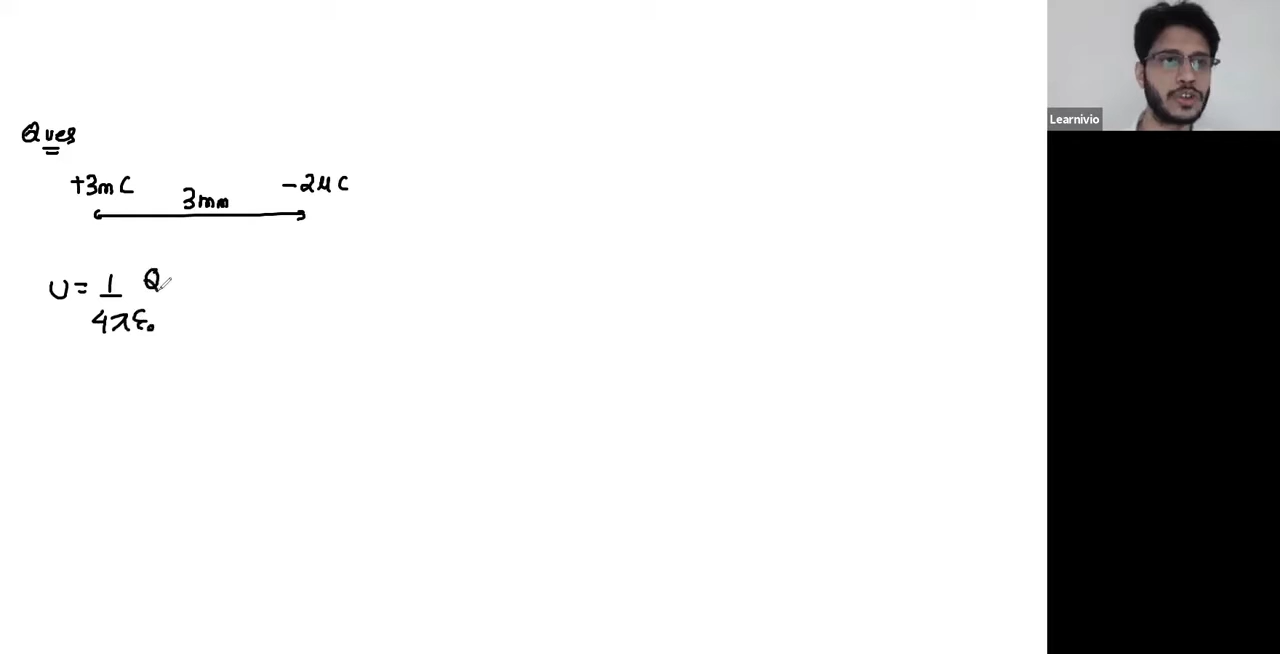 Ques
+3mC 3mm -2μC
U = 1/4πε₀ Q
Learnivio